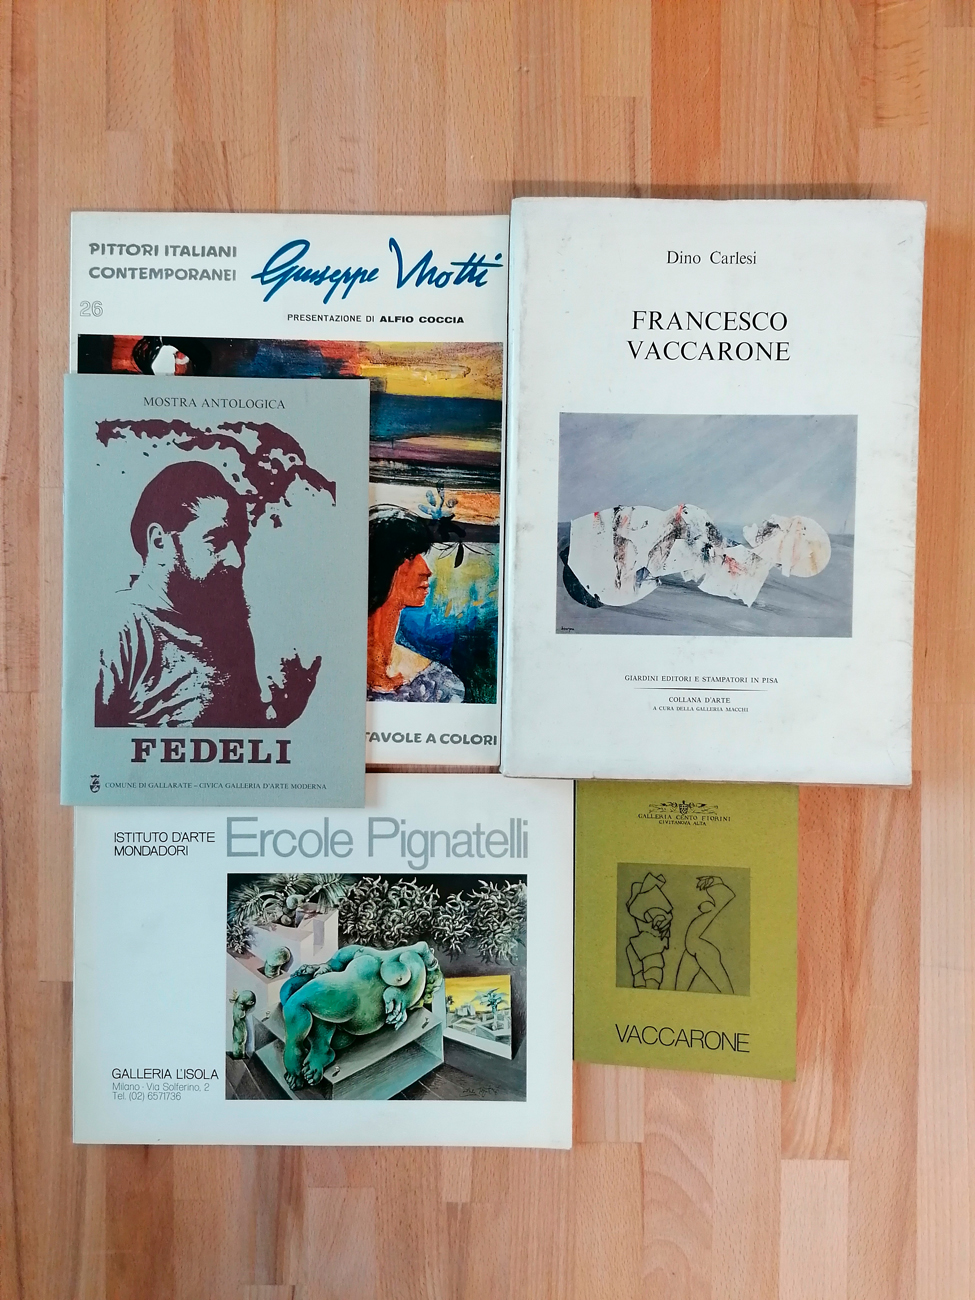 PITTORI ITALIANI
CONTEMPORANEI
Giuseppe Motti
26
PRESENTAZIONE DI ALFIO COCCIA
TAVOLE A COLORI
Dino Carlesi
FRANCESCO
VACCARONE
GIARDINI EDITORI E STAMPATORI IN PISA
COLLANA D'ARTE
A CURA DELLA GALLERIA MACCHI
MOSTRA ANTOLOGICA
FEDELI
COMUNE DI GALLARATE - CIVICA GALLERIA D'ARTE MODERNA
ISTITUTO D'ARTE
MONDADORI
Ercole Pignatelli
GALLERIA L'ISOLA
Milano - Via Solferino, 2
Tel. (02) 6571736
GALLERIA CENTO FIORINI
CIVITANOVA ALTA
VACCARONE